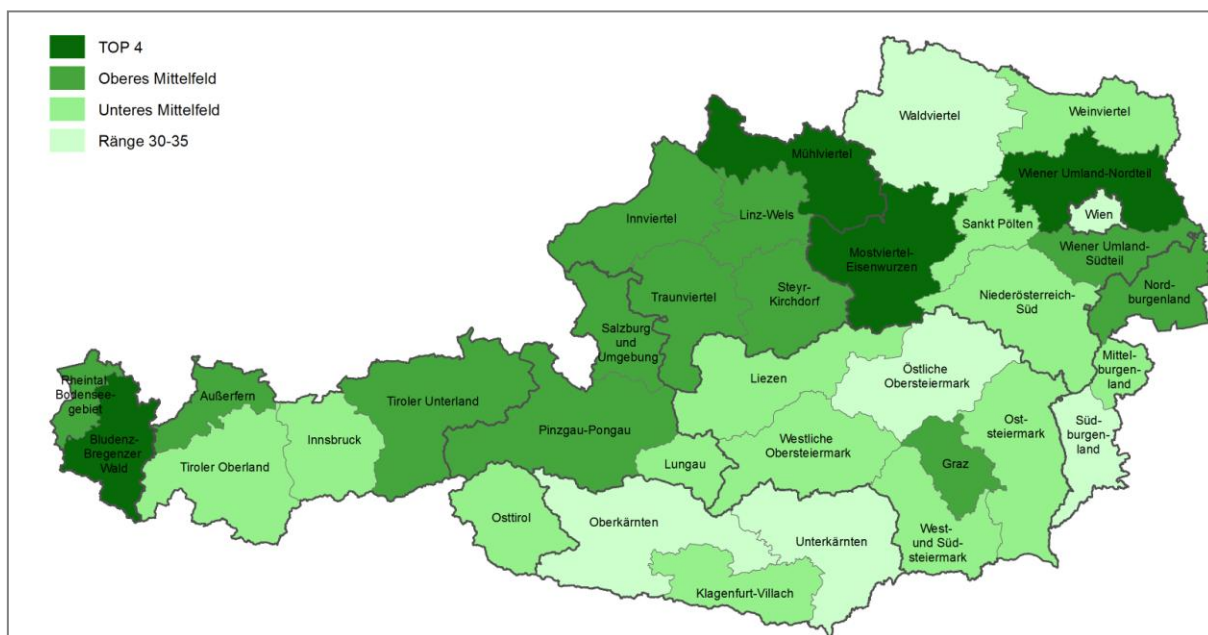 TOP 4
Oberes Mittelfeld
Unteres Mittelfeld
Ränge 30-35
Waldviertel
Weinviertel
Mühlviertel
Wiener Umland-Nordteil
Innviertel
Linz-Wels
Wien
Sankt Pölten
Mostviertel-
Eisenwurzen
Wiener Umland-
Südteil
Nord-
burgenland
Traunviertel
Steyr-
Kirchdorf
Niederösterreich-
Süd
Salzburg
und
Umgebung
Mittel-
burgen-
land
Östliche
Obersteiermark
Liezen
Rheintal-
Bodensee-
gebiet
Außerfern
Tiroler Unterland
Pinzgau-Pongau
Bludenz-
Bregenzer
Wald
Innsbruck
Tiroler Oberland
Lungau
Westliche
Obersteiermark
Graz
Ost-
steiermark
Süd-
burgen-
land
Osttirol
Oberkärnten
Unterkärnten
West-
und Süd-
steiermark
Klagenfurt-Villach